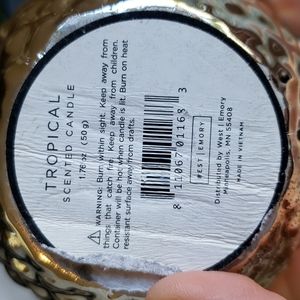 TROPICAL
SCENTED CANDLE
1.76 oz. (50g)
WARNING: Burn within sight. Keep away from
things that catch fire. Keep away from children.
Container will be hot when candle is lit. Burn on heat
resistant surface away from drafts.
8 11067 01168 3
WEST | EMORY
Distributed by West | Emory
Minneapolis, MN 55408
MADE IN VIETNAM